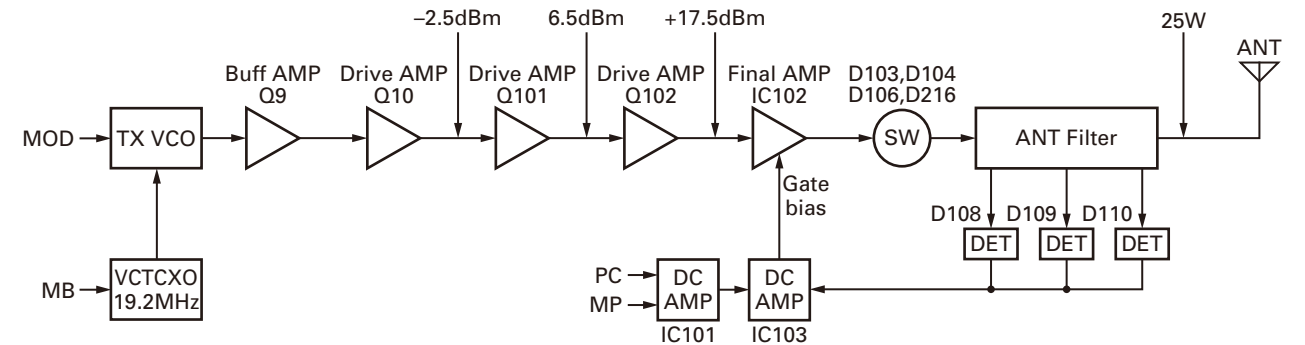 –2.5dBm
6.5dBm
+17.5dBm
25W
ANT
Buff AMP
Q9
Drive AMP
Q10
Drive AMP
Q101
Drive AMP
Q102
Final AMP
IC102
D103,D104
D106,D216
MOD
TX VCO
SW
ANT Filter
Gate
bias
D108
D109
D110
DET
DET
DET
MB
VCTCXO
19.2MHz
PC
MP
DC
AMP
IC101
DC
AMP
IC103